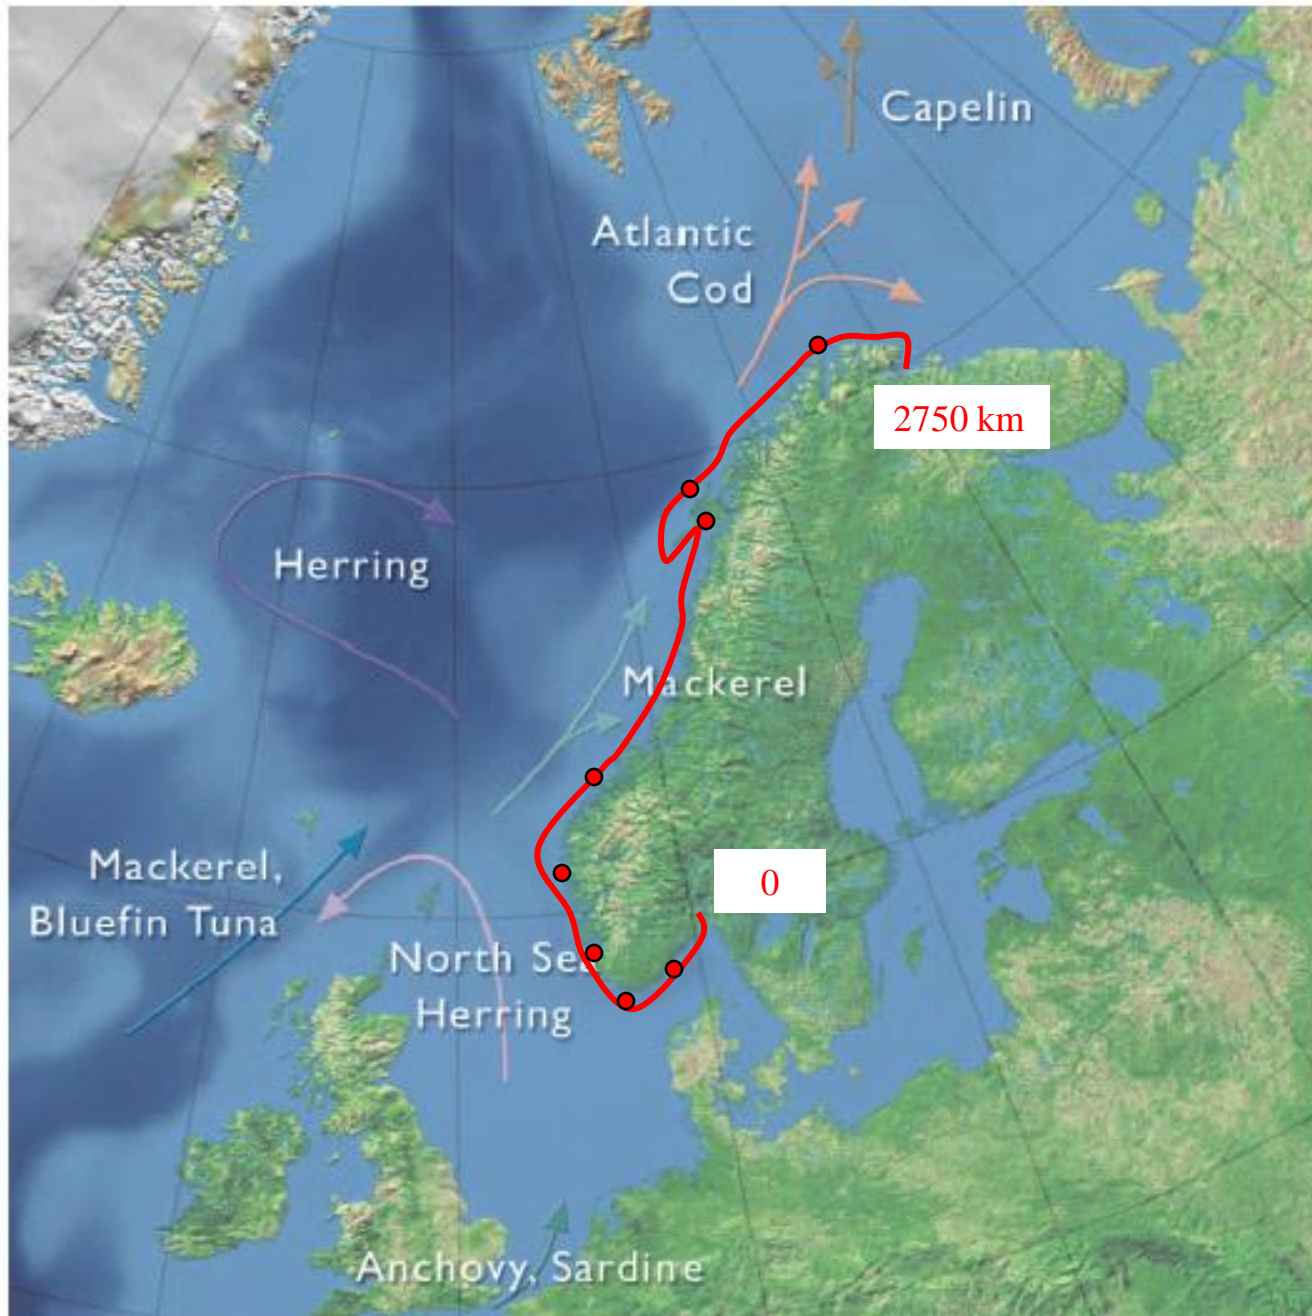 Capelin
Atlantic
Cod
2750 km
Herring
Mackerel
Mackerel,
Bluefin Tuna
0
North Sea
Herring
Anchovy, Sardine